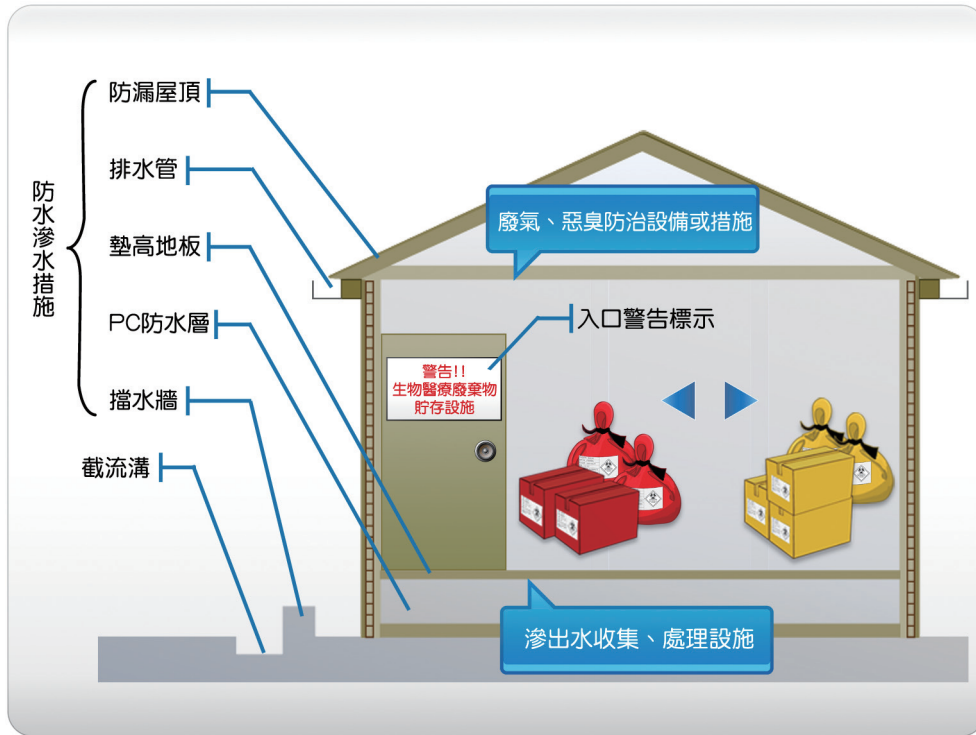 防水滲水措施
防漏屋頂
排水管
墊高地板
PC防水層
擋水牆
截流溝
廢氣、惡臭防治設備或措施
入口警告標示
警告!!
生物醫療廢棄物
貯存設施
滲出水收集、處理設施